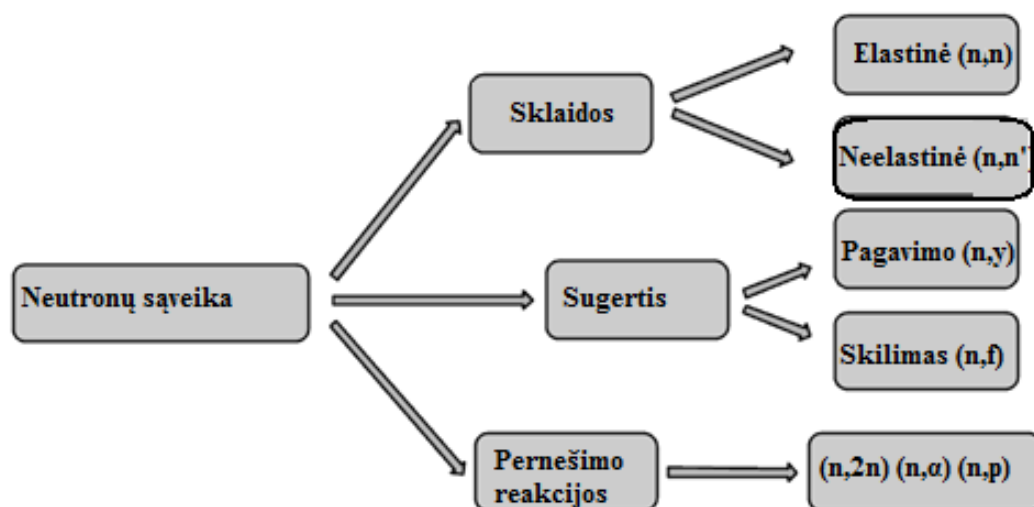 Elastinė (n,n)
Sklaidos
Neelastinė (n,n')
Pagavimo (n,y)
Neutronų sąveika
Sugertis
Skilimas (n,f)
Pernešimo
reakcijos
(n,2n) (n,α) (n,p)